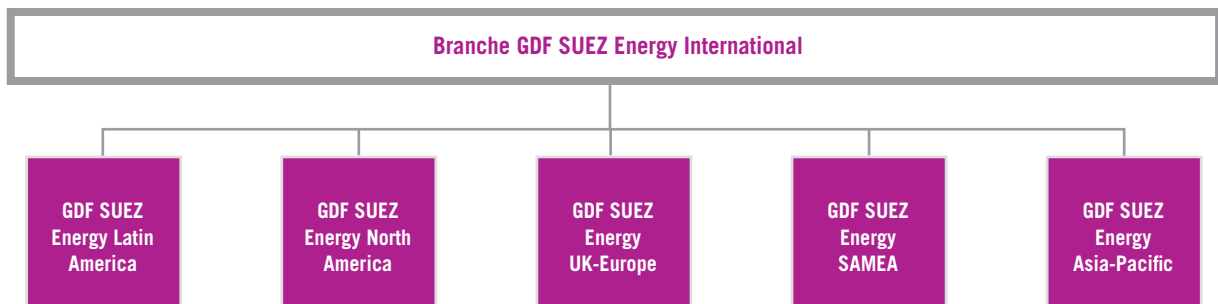 Branche GDF SUEZ Energy International
GDF SUEZ
Energy Latin
America
GDF SUEZ
Energy North
America
GDF SUEZ
Energy
UK-Europe
GDF SUEZ
Energy
SAMEA
GDF SUEZ
Energy
Asia-Pacific